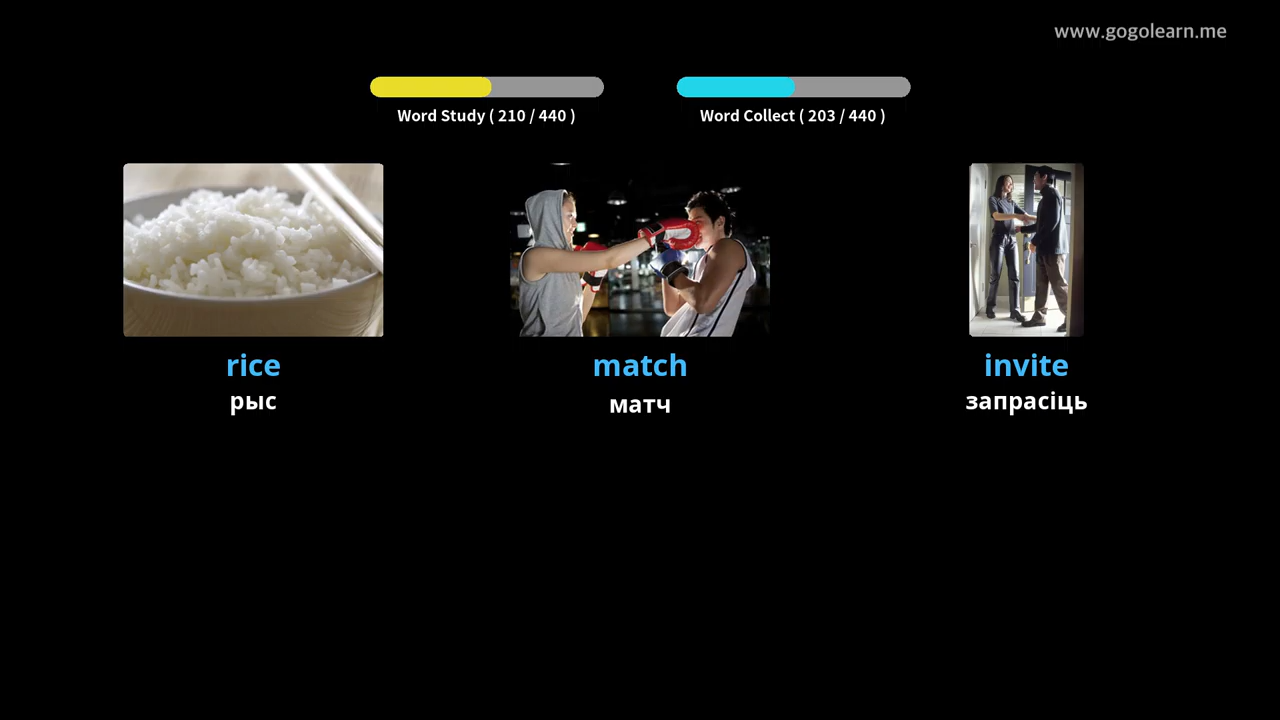 www.gogolearn.me
Word Study ( 210 / 440 )
Word Collect ( 203 / 440 )
rice
рыс
match
матч
invite
запрасіць